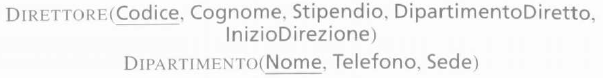 DIRETTORE(Codice, Cognome, Stipendio, DipartimentoDiretto,
InizioDirezione)
DIPARTIMENTO(Nome, Telefono, Sede)